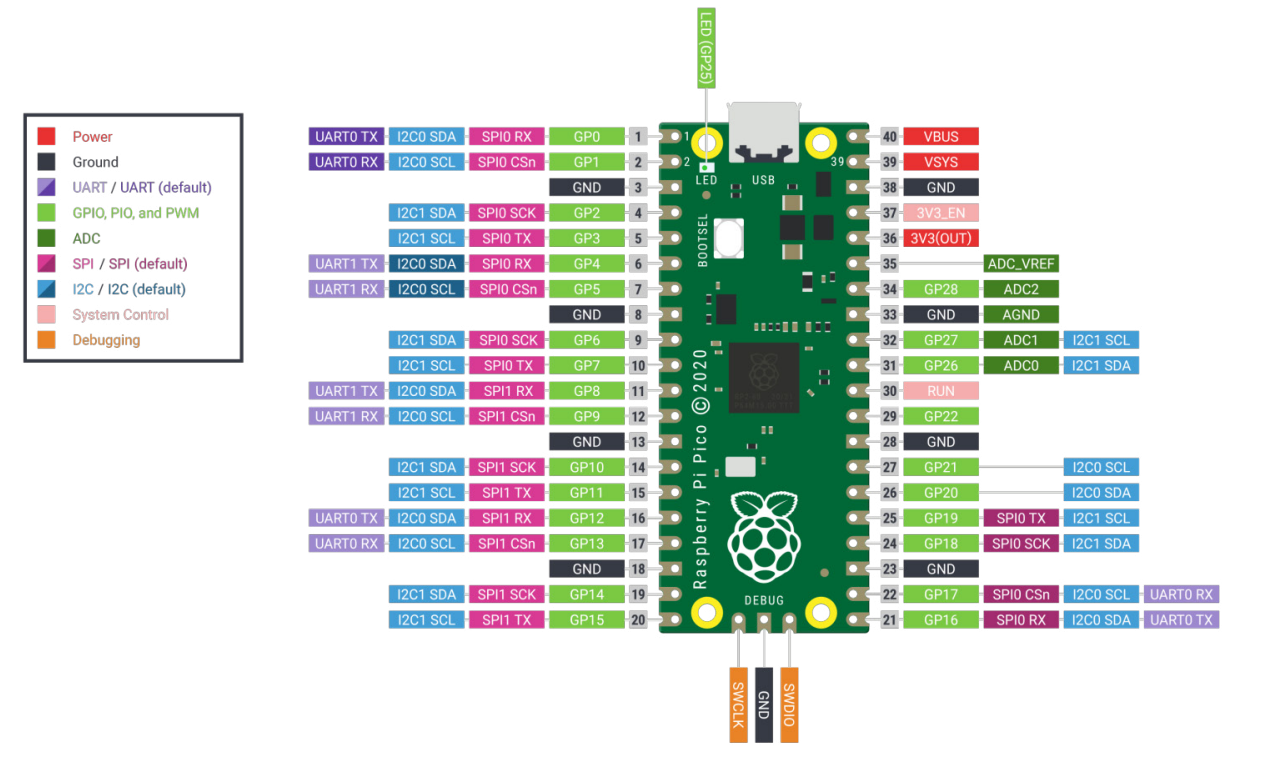 LED (GP25)
Power
Ground
UART / UART (default)
GPIO, PIO, and PWM
ADC
SPI / SPI (default)
I2C / I2C (default)
System Control
Debugging
UART0 TX I2C0 SDA SPI0 RX GP0 1
UART0 RX I2C0 SCL SPI0 CSn GP1 2
GND 3
I2C1 SDA SPI0 SCK GP2 4
I2C1 SCL SPI0 TX GP3 5
UART1 TX I2C0 SDA SPI0 RX GP4 6
UART1 RX I2C0 SCL SPI0 CSn GP5 7
GND 8
I2C1 SDA SPI0 SCK GP6 9
I2C1 SCL SPI0 TX GP7 10
UART1 TX I2C0 SDA SPI1 RX GP8 11
UART1 RX I2C0 SCL SPI1 CSn GP9 12
GND 13
I2C1 SDA SPI1 SCK GP10 14
I2C1 SCL SPI1 TX GP11 15
UART0 TX I2C0 SDA SPI1 RX GP12 16
UART0 RX I2C0 SCL SPI1 CSn GP13 17
GND 18
I2C1 SDA SPI1 SCK GP14 19
I2C1 SCL SPI1 TX GP15 20
1
2
39
LED
USB
BOOTSEL
Raspberry Pi Pico ©2020
DEBUG
40 VBUS
39 VSYS
38 GND
37 3V3_EN
36 3V3(OUT)
35 ADC_VREF
34 GP28 ADC2
33 GND AGND
32 GP27 ADC1 I2C1 SCL
31 GP26 ADC0 I2C1 SDA
30 RUN
29 GP22
28 GND
27 GP21 I2C0 SCL
26 GP20 I2C0 SDA
25 GP19 SPI0 TX I2C1 SCL
24 GP18 SPI0 SCK I2C1 SDA
23 GND
22 GP17 SPI0 CSn I2C0 SCL UART0 RX
21 GP16 SPI0 RX I2C0 SDA UART0 TX
SWCLK
GND
SWDIO